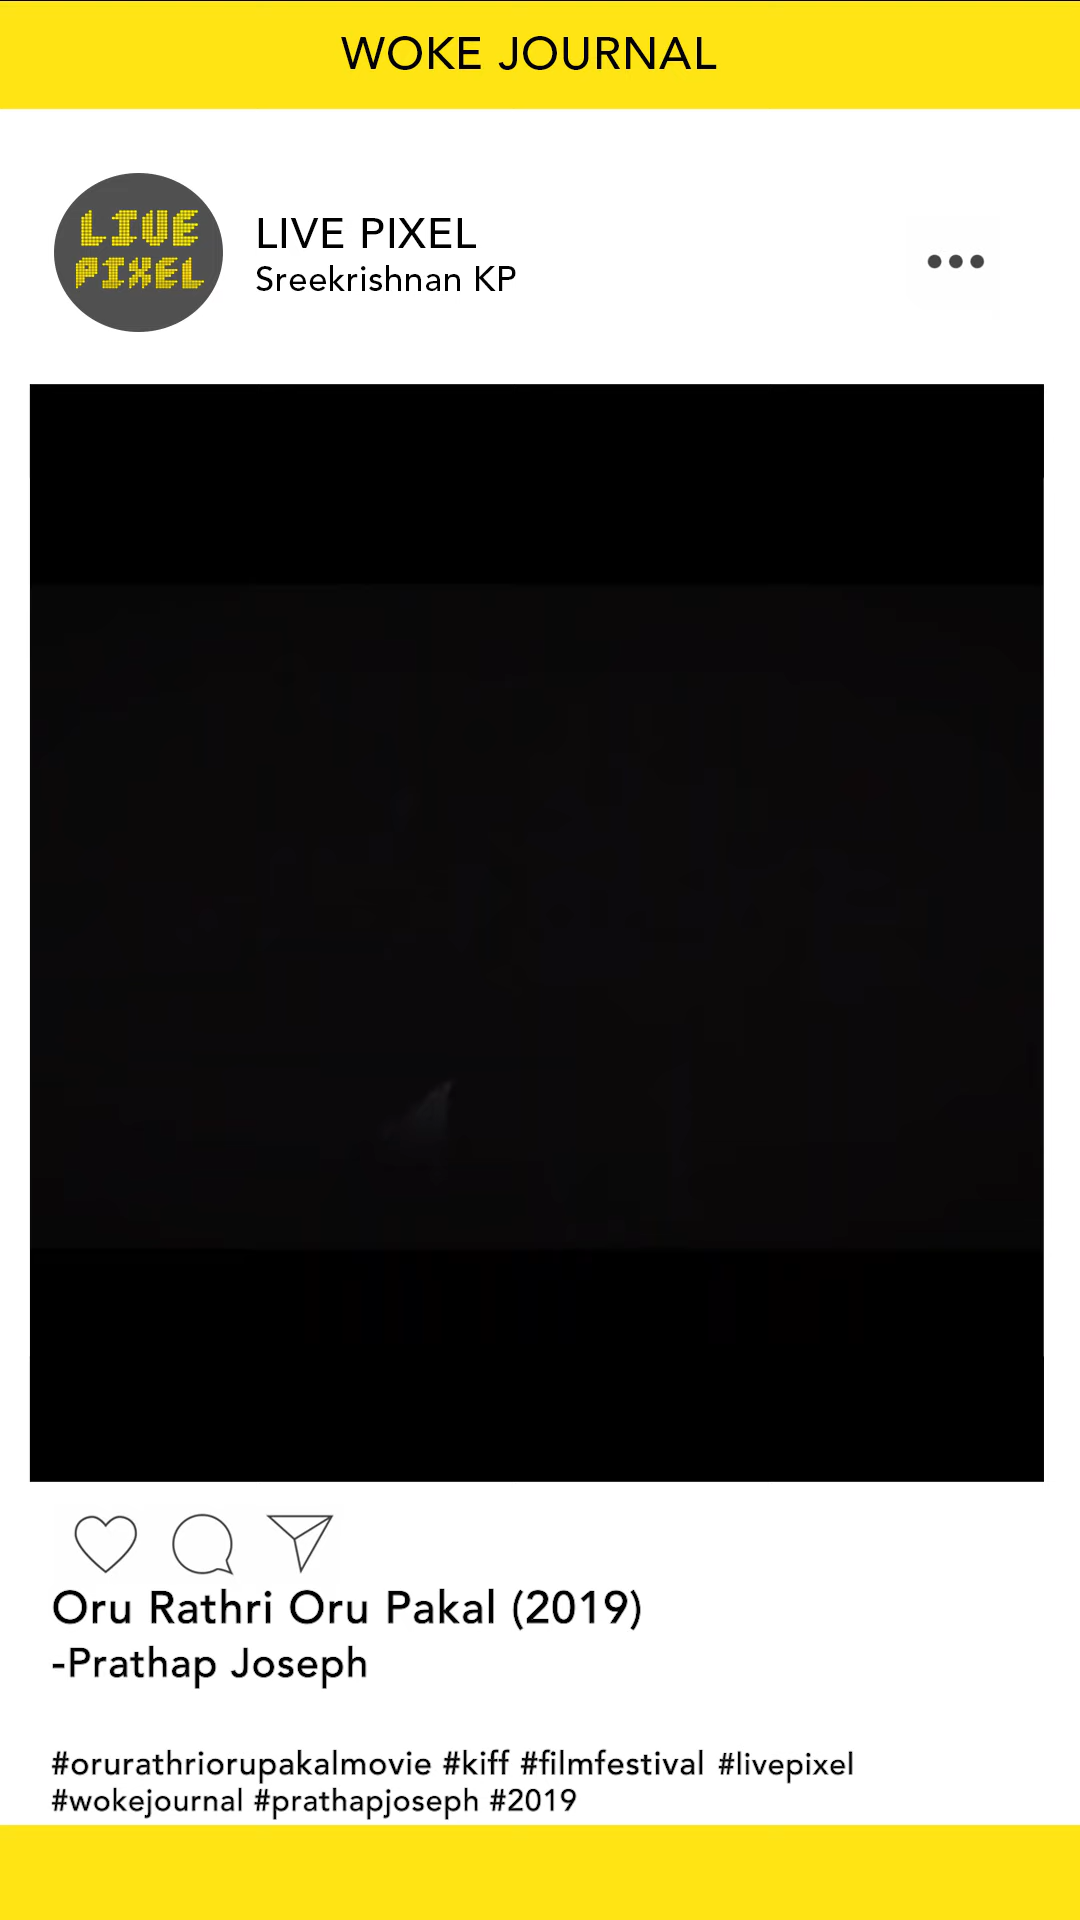 WOKE JOURNAL
LIVE
PIXEL
LIVE PIXEL
Sreekrishnan KP
Oru Rathri Oru Pakal (2019)
-Prathap Joseph
#orurathriorupakalmovie #kiff #filmfestival #livepixel
#wokejournal #prathapjoseph #2019